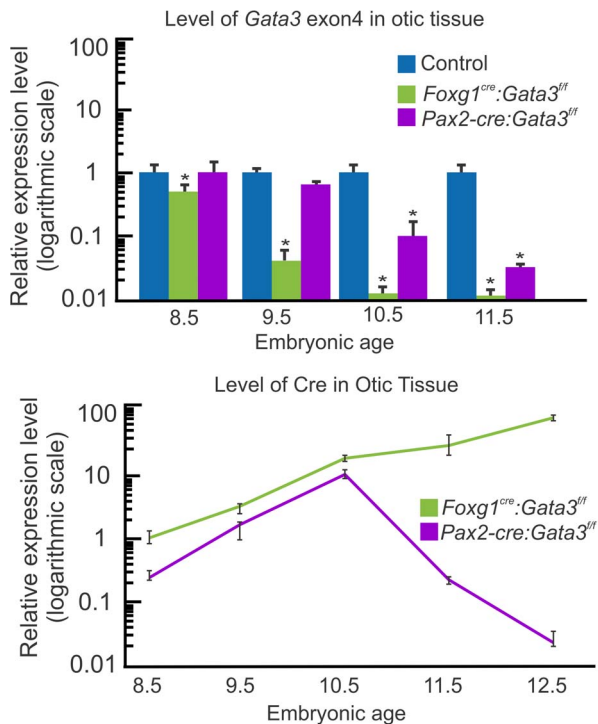 Level of Gata3 exon4 in otic tissue
Relative expression level
(logarithmic scale)
100
10
1
0.1
0.01
Control
Foxg1cre:Gata3f/f
Pax2-cre:Gata3f/f
*
*
*
*
*
*
8.5
9.5
10.5
11.5
Embryonic age
Level of Cre in Otic Tissue
Relative expression level
(logarithmic scale)
100
10
1
0.1
0.01
Foxg1cre:Gata3f/f
Pax2-cre:Gata3f/f
8.5
9.5
10.5
11.5
12.5
Embryonic age